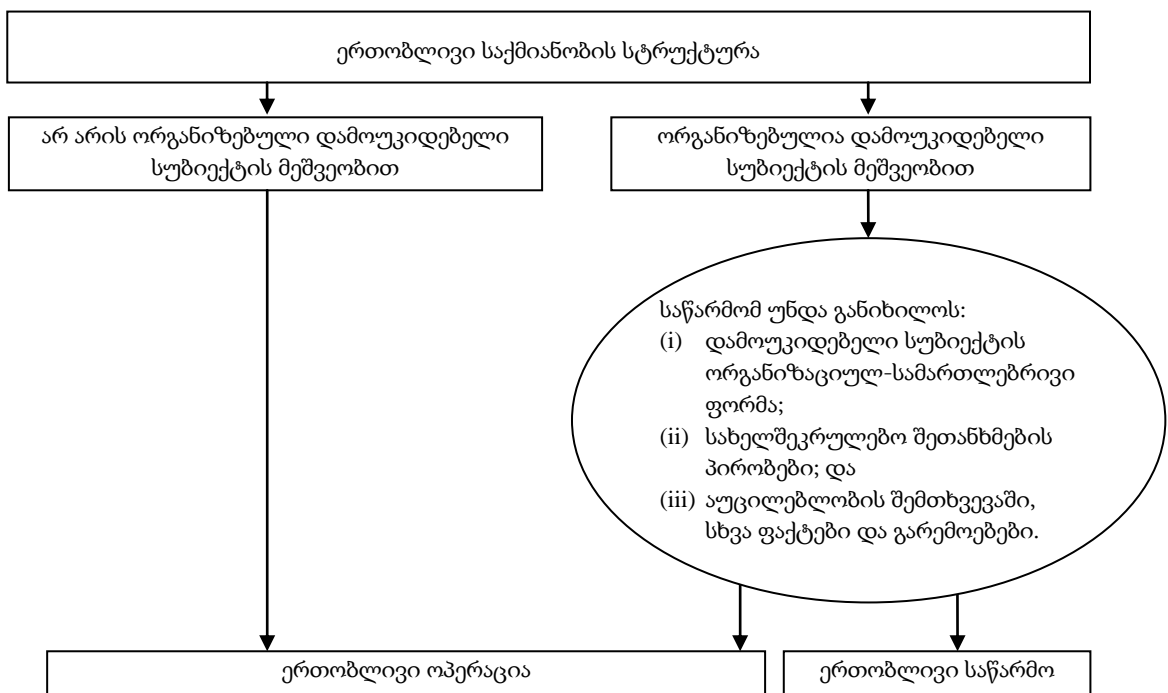 ერთობლივი საქმიანობის სტრუქტურა
არ არის ორგანიზებული დამოუკიდებელი
სუბიექტის მეშვეობით
ორგანიზებულია დამოუკიდებელი
სუბიექტის მეშვეობით
საწარმომ უნდა განიხილოს:
(i) დამოუკიდებელი სუბიექტის
ორგანიზაციულ-სამართლებრივი
ფორმა;
(ii) სახელშეკრულებო შეთანხმების
პირობები; და
(iii) აუცილებლობის შემთხვევაში,
სხვა ფაქტები და გარემოებები.
ერთობლივი ოპერაცია
ერთობლივი საწარმო